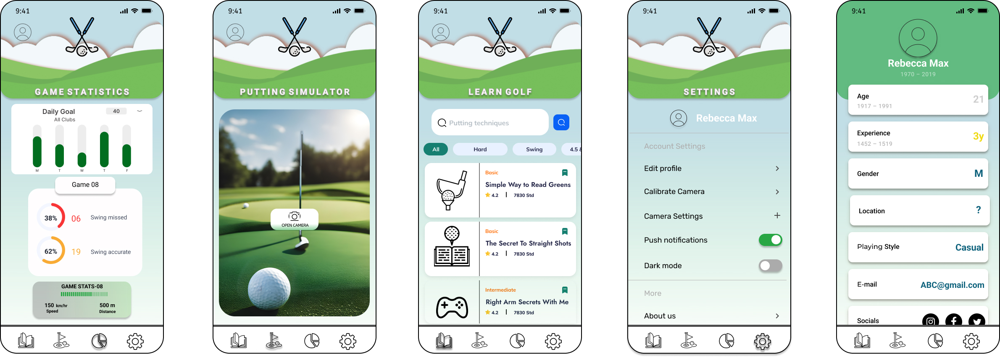 9:41
GAME STATISTICS
Daily Goal
40
All Clubs
M T W T F
Game 08
38% 06 Swing missed
62% 19 Swing accurate
GAME STATS-08
150 km/hr 500 m
Speed Distance
9:41
PUTTING SIMULATOR
OPEN CAMERA
9:41
LEARN GOLF
Putting techniques
All Hard Swing 4.5 &
Basic
Simple Way to Read Greens
4.2 | 7830 Std
Basic
The Secret To Straight Shots
4.2 | 7830 Std
Intermediate
Right Arm Secrets With Me
4.2 | 7830 Std
9:41
SETTINGS
Rebecca Max
Account Settings
Edit profile
Calibrate Camera
Camera Settings
Push notifications
Dark mode
More
About us
9:41
Rebecca Max
1970 – 2019
Age 21
1917 – 1991
Experience 3y
1452 – 1519
Gender M
Location ?
Playing Style Casual
E-mail ABC@gmail.com
Socials